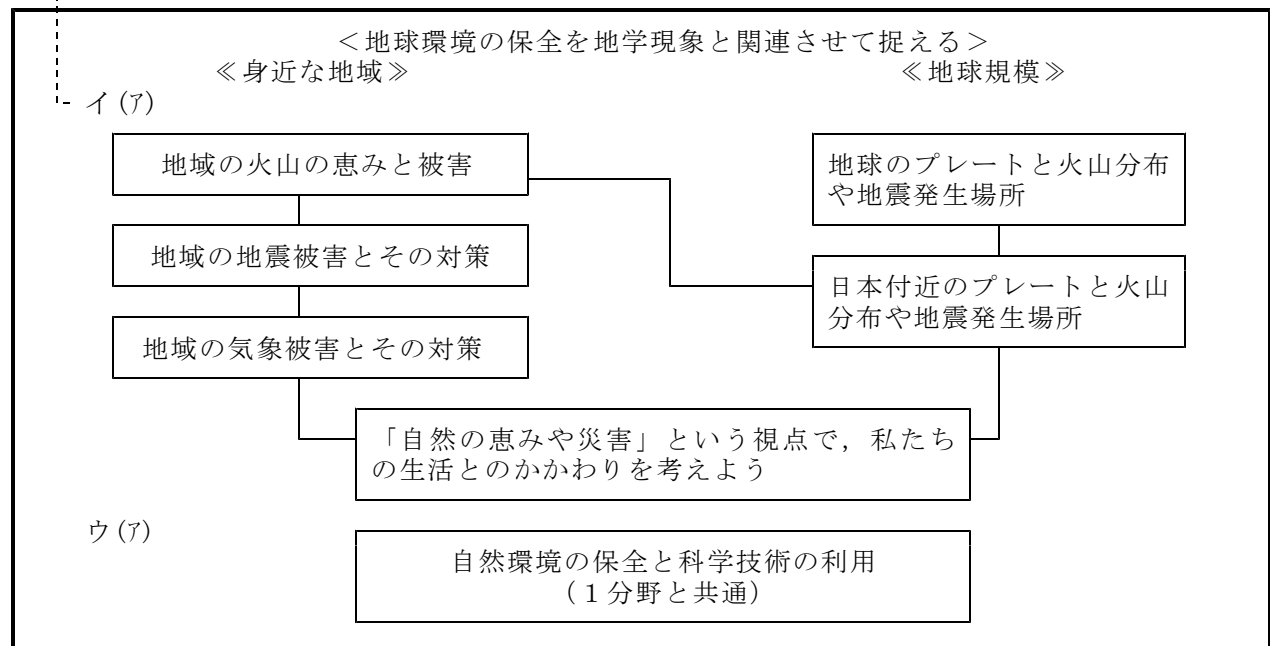 ＜地球環境の保全を地学現象と関連させて捉える＞
≪身近な地域≫
≪地球規模≫
イ(ア)
地域の火山の恵みと被害
地域の地震被害とその対策
地域の気象被害とその対策
地球のプレートと火山分布
や地震発生場所
日本付近のプレートと火山
分布や地震発生場所
「自然の恵みや災害」という視点で，私たち
の生活とのかかわりを考えよう
ウ(ア)
自然環境の保全と科学技術の利用
（１分野と共通）